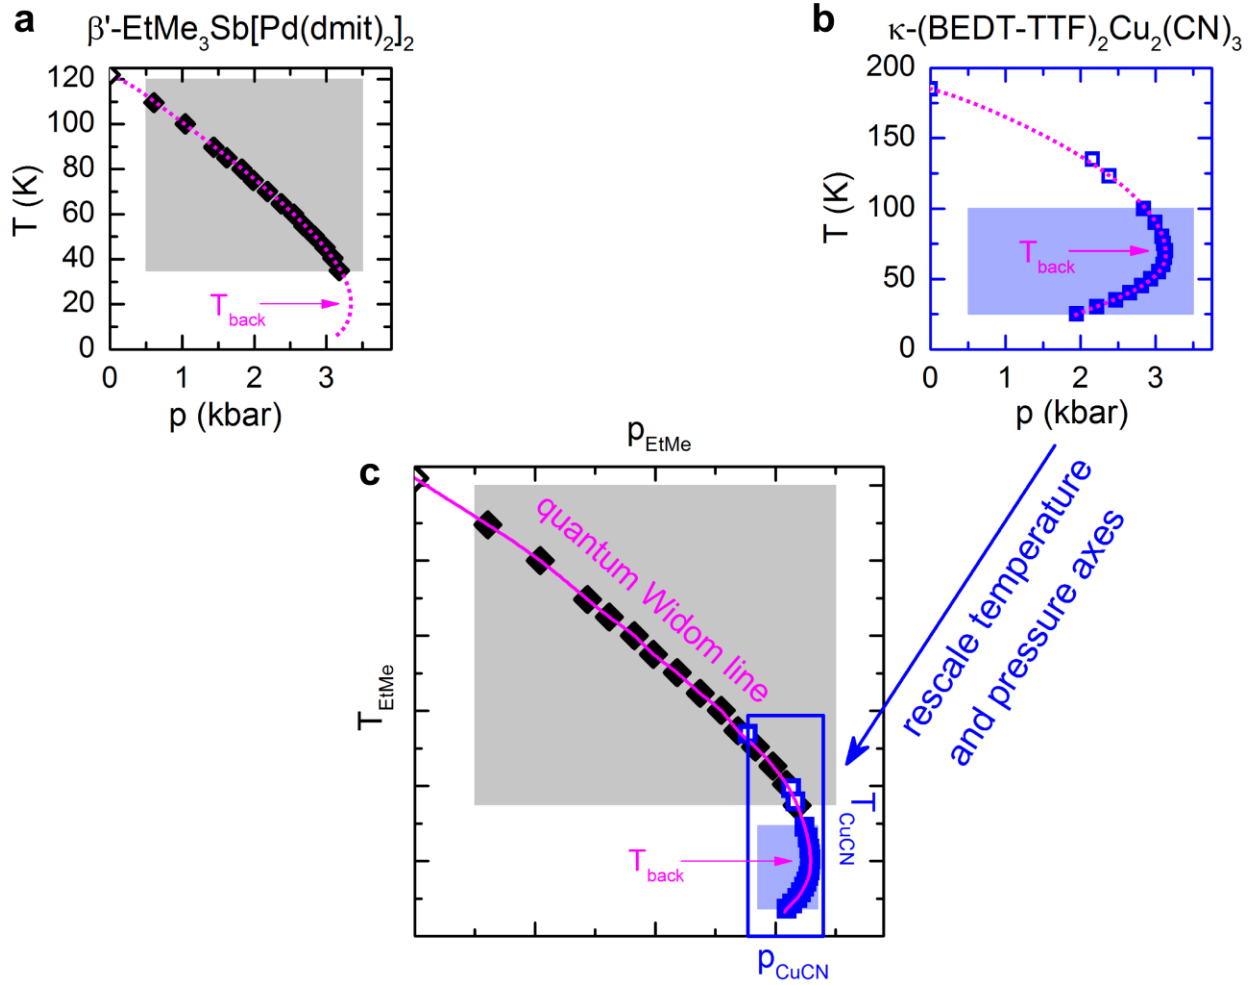 a
β'-EtMe3Sb[Pd(dmit)2]2
120
100
80
60
40
20
0
T (K)
Tback
0 1 2 3
p (kbar)
b
κ-(BEDT-TTF)2Cu2(CN)3
200
150
100
50
0
T (K)
Tback
0 1 2 3
p (kbar)
c
pEtMe
TEtMe
quantum Widom line
Tback
TCuCN
pCuCN
rescale temperature
and pressure axes